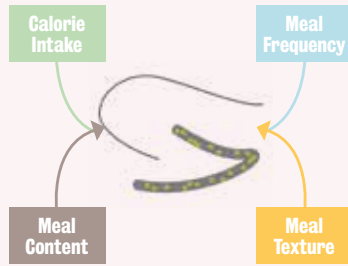 Calorie
Intake
Meal
Frequency
Meal
Content
Meal
Texture